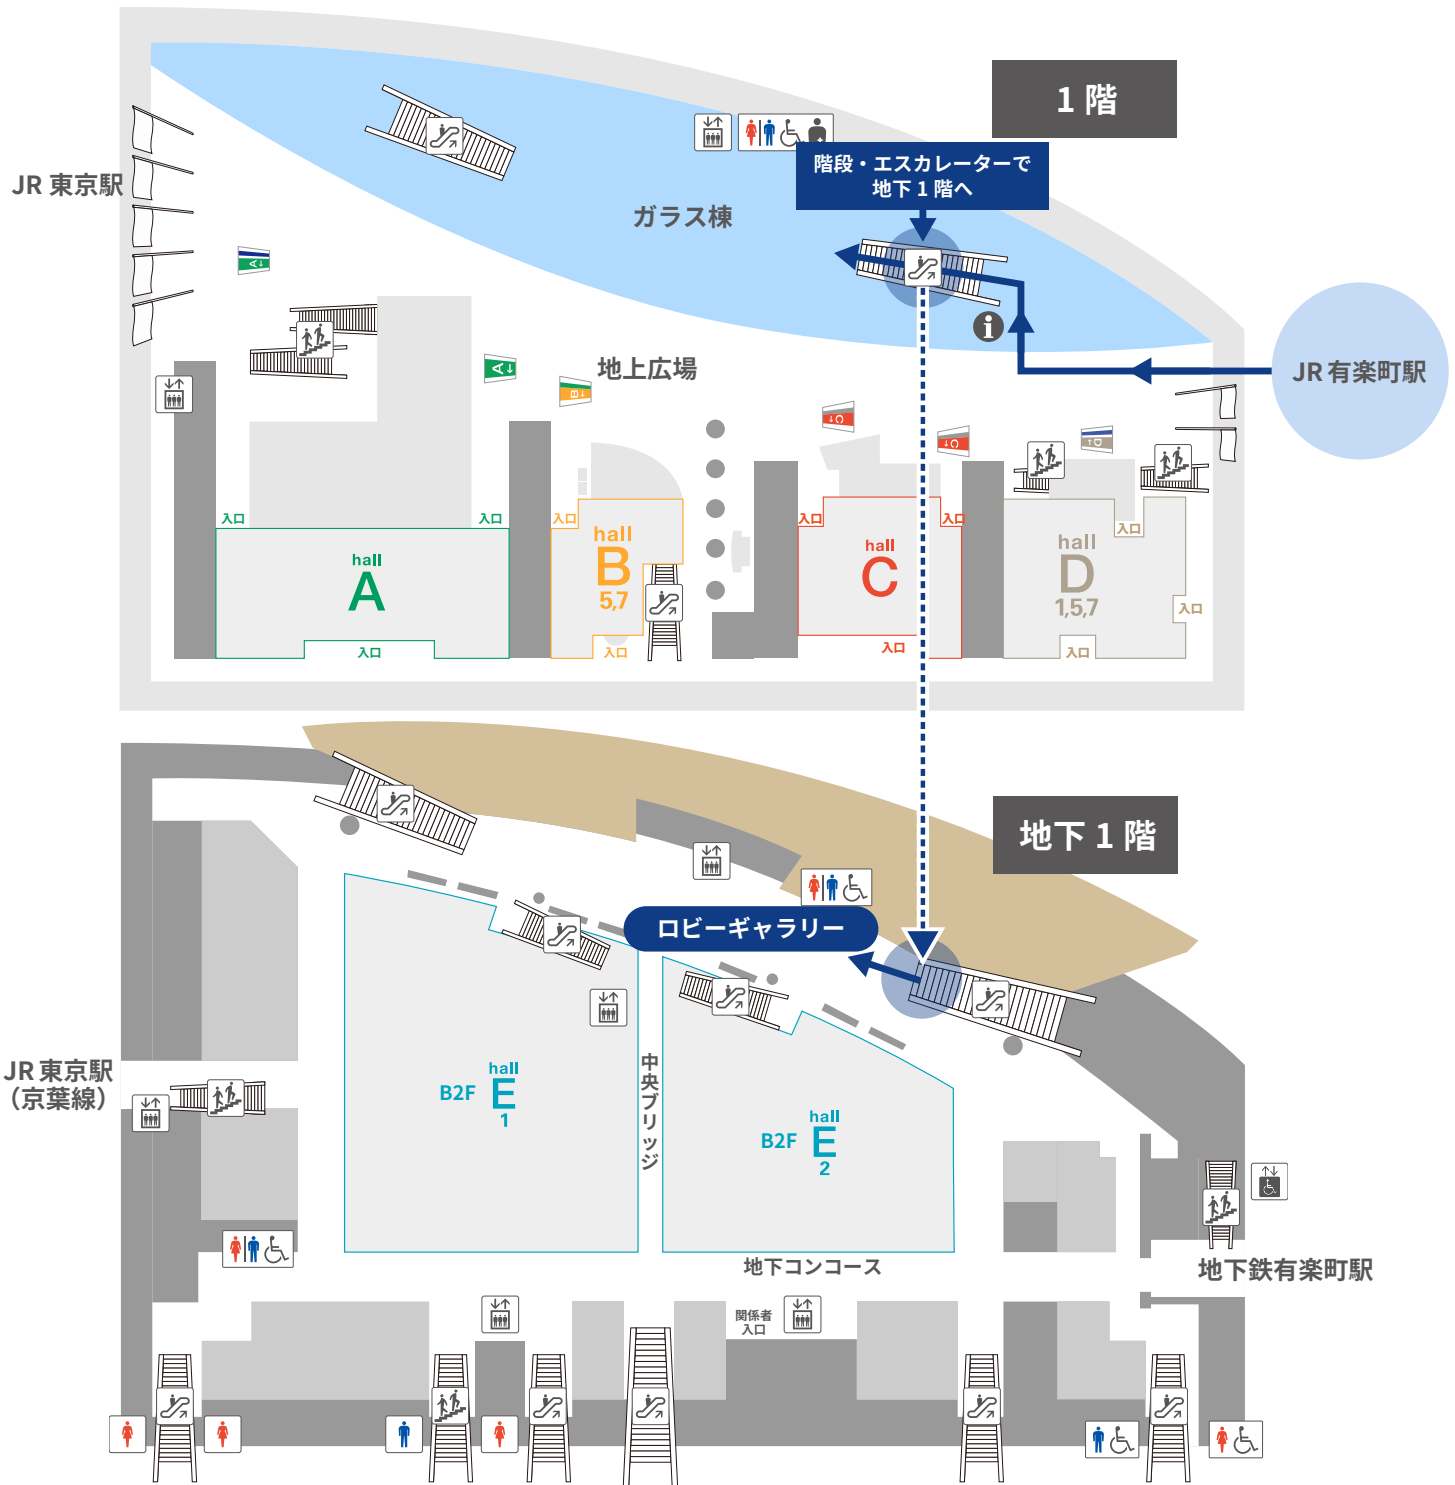 1 階
JR 東京駅
階段・エスカレーターで
地下 1 階へ
ガラス棟
A
i
JR 有楽町駅
地上広場
A
B
C
C
D
入口
入口
入口
入口
入口
入口
hall
A
hall
B
5,7
hall
C
hall
D
1,5,7
入口
入口
入口
入口
入口
地下 1 階
ロビーギャラリー
JR 東京駅
（京葉線）
中央ブリッジ
B2F
hall
E
1
B2F
hall
E
2
地下コンコース
地下鉄有楽町駅
関係者
入口